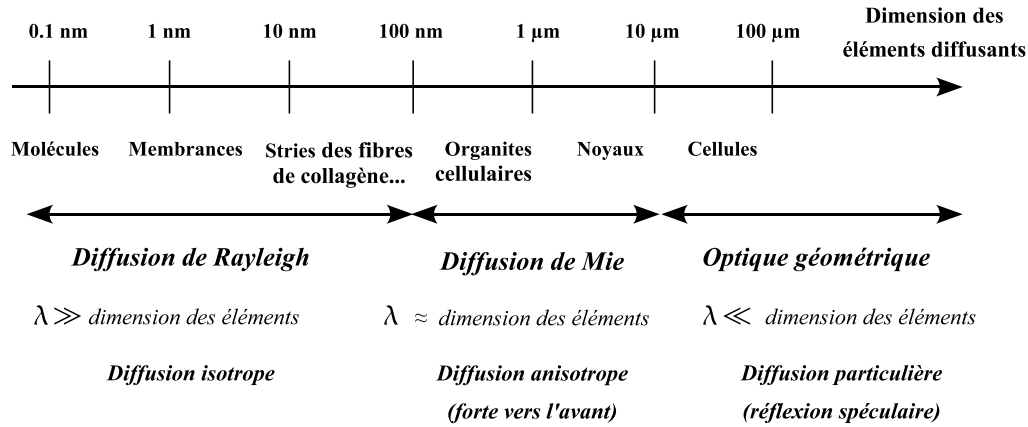 Dimension des
éléments diffusants
0.1 nm 1 nm 10 nm 100 nm 1 µm 10 µm 100 µm
Molécules Membrances Stries des fibres Organites Noyaux Cellules
de collagène... cellulaires
Diffusion de Rayleigh Diffusion de Mie Optique géométrique
λ ≫ dimension des éléments λ ≈ dimension des éléments λ ≪ dimension des éléments
Diffusion isotrope Diffusion anisotrope Diffusion particulière
(forte vers l'avant) (réflexion spéculaire)